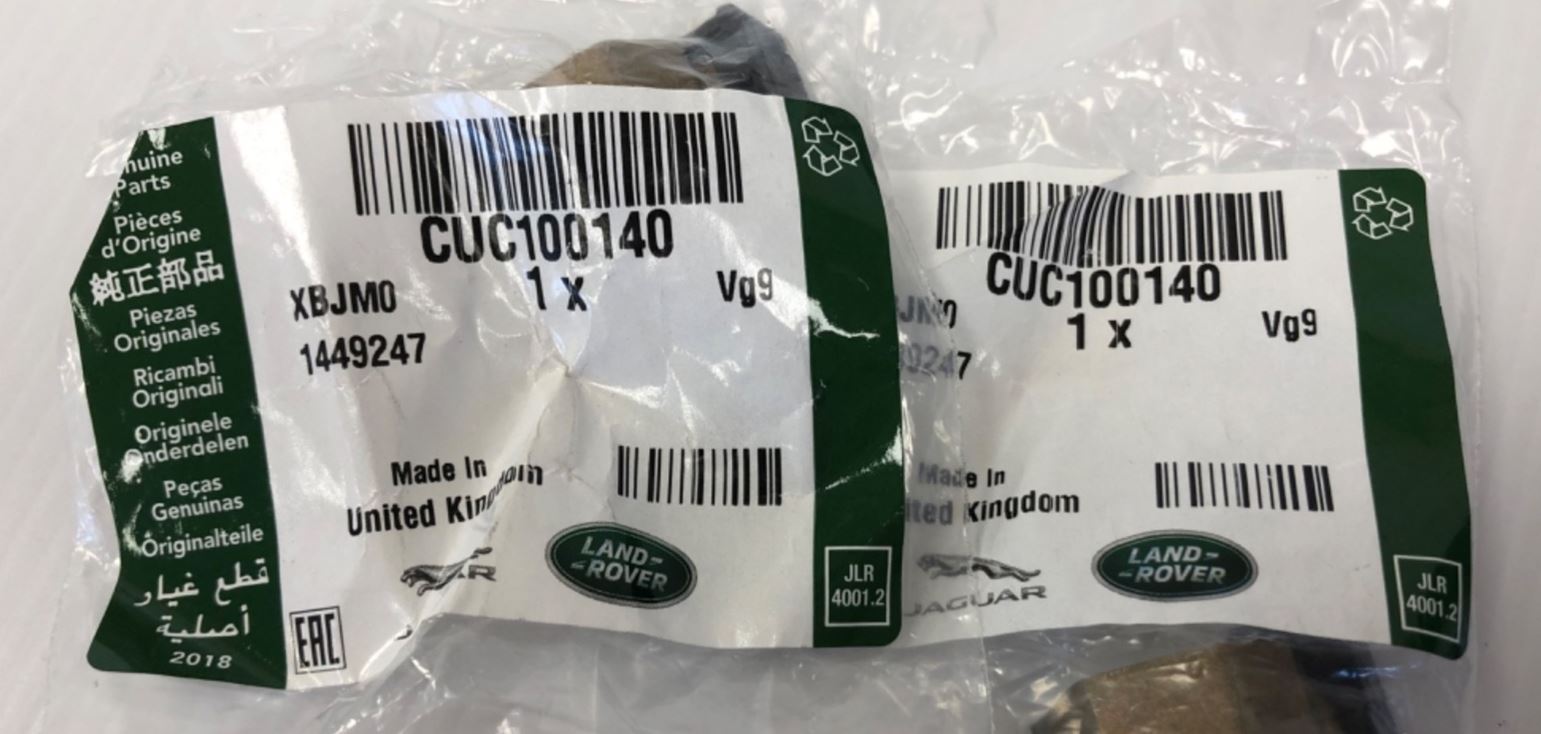 Parts
Pièces
d'Origine
純正部品
Piezas
Originales
Ricambi
Originali
Originele
Onderdelen
Peças
Genuinas
Originalteile
قطع غيار
أصلية
2018
CUC100140
XBJM0 1 x Vg9
1449247
Made In
United Kingdom
LAND-
-ROVER
EAC
JLR
4001.2
CUC100140
1 x Vg9
Made In
Kingdom
JAGUAR
LAND-
-ROVER
JLR
4001.2